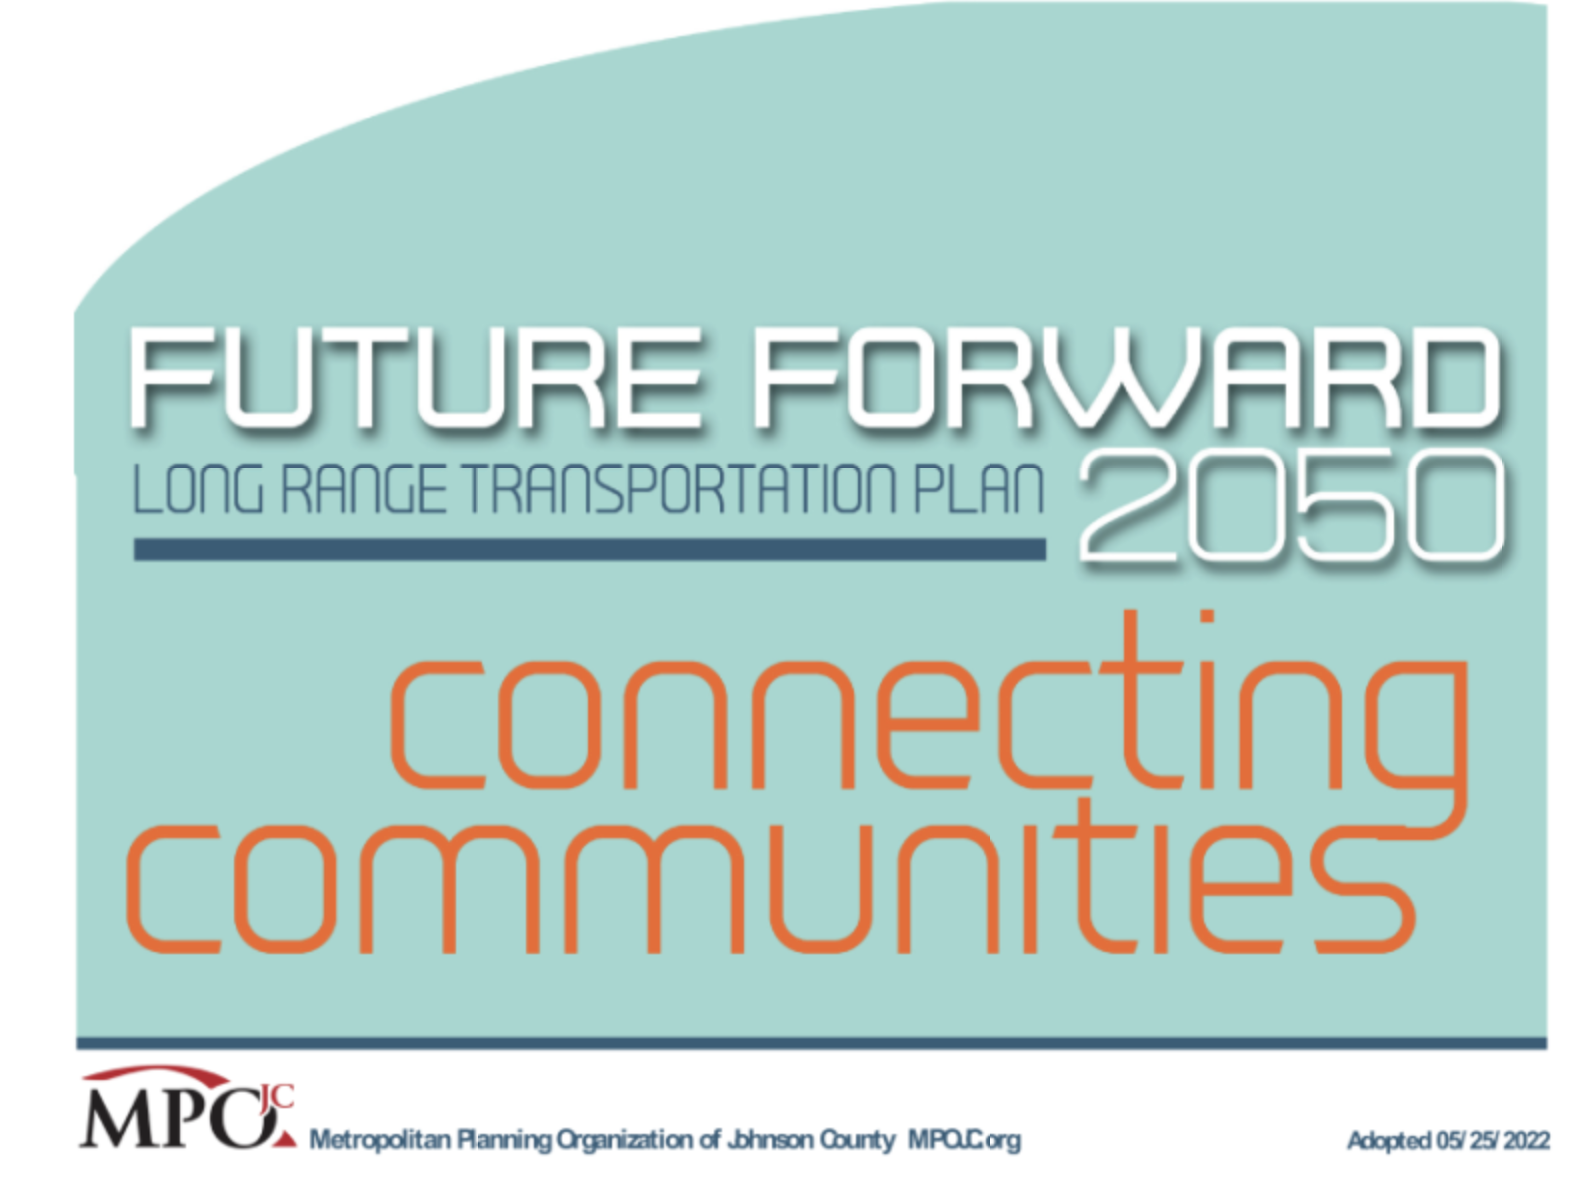 FUTURE FORWARD
LONG RANGE TRANSPORTATION PLAN 2050
connecting
communities
MPOJC Metropolitan Planning Organization of Johnson County MPOJC.org
Adopted 05/25/2022